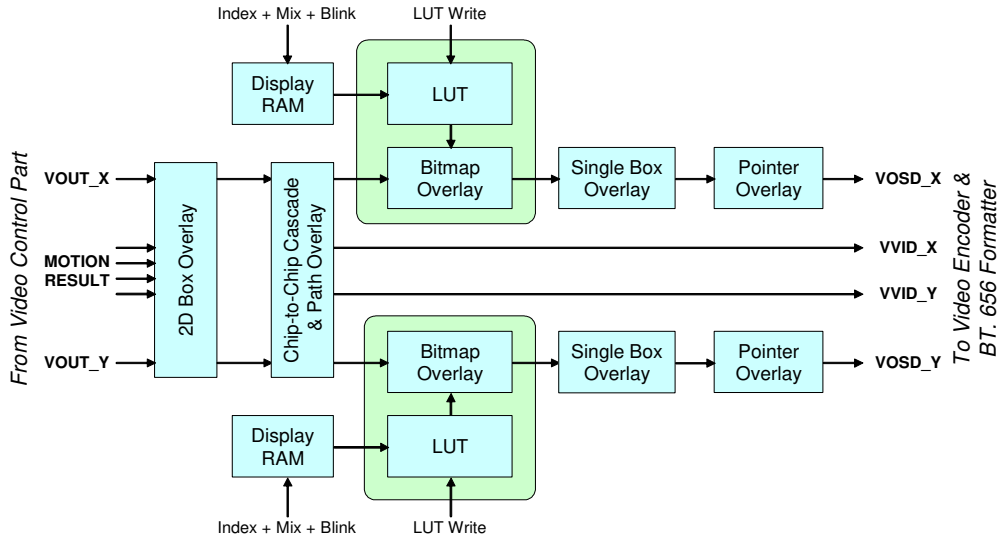 Index + Mix + Blink
LUT Write
Display
RAM
LUT
From Video Control Part
VOUT_X
MOTION
RESULT
VOUT_Y
2D Box Overlay
Chip-to-Chip Cascade
& Path Overlay
Bitmap
Overlay
Single Box
Overlay
Pointer
Overlay
VOSD_X
VVID_X
VVID_Y
Bitmap
Overlay
Single Box
Overlay
Pointer
Overlay
VOSD_Y
To Video Encoder &
BT. 656 Formatter
Display
RAM
LUT
Index + Mix + Blink
LUT Write